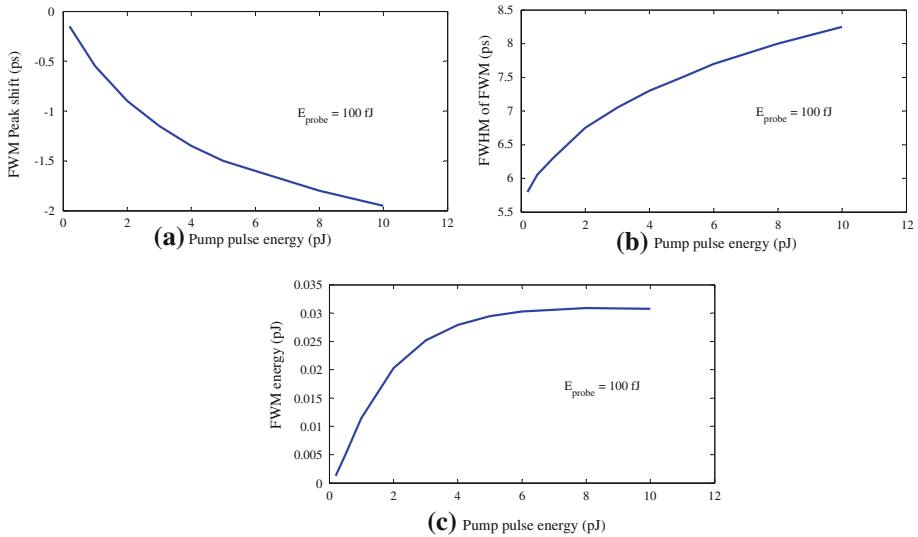 0
-0.5
-1
-1.5
-2
FWM Peak shift (ps)
E_probe = 100 fJ
0 2 4 6 8 10 12
(a) Pump pulse energy (pJ)
8.5
8
7.5
7
6.5
6
5.5
FWHM of FWM (ps)
E_probe = 100 fJ
0 2 4 6 8 10 12
(b) Pump pulse energy (pJ)
0.035
0.03
0.025
0.02
0.015
0.01
0.005
0
FWM energy (pJ)
E_probe = 100 fJ
0 2 4 6 8 10 12
(c) Pump pulse energy (pJ)